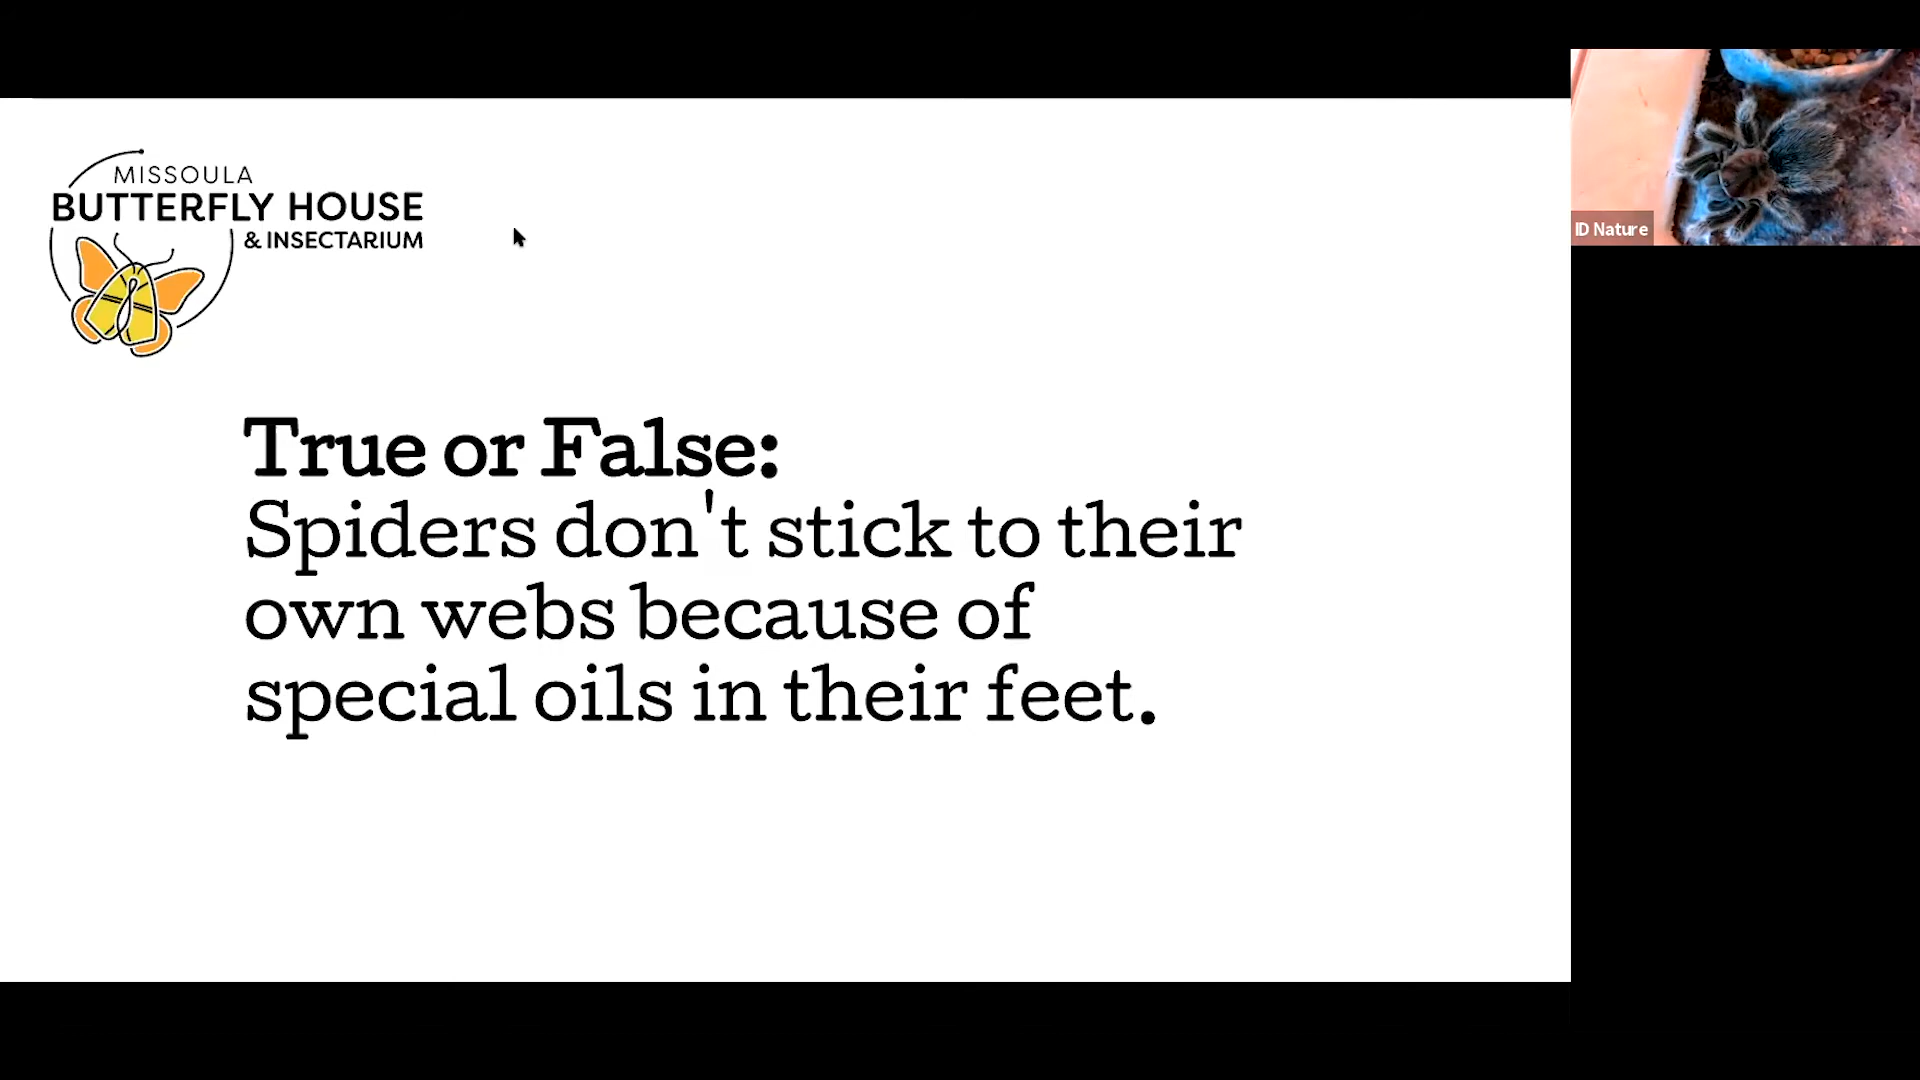 MISSOULA
BUTTERFLY HOUSE
& INSECTARIUM
ID Nature
True or False:
Spiders don't stick to their
own webs because of
special oils in their feet.